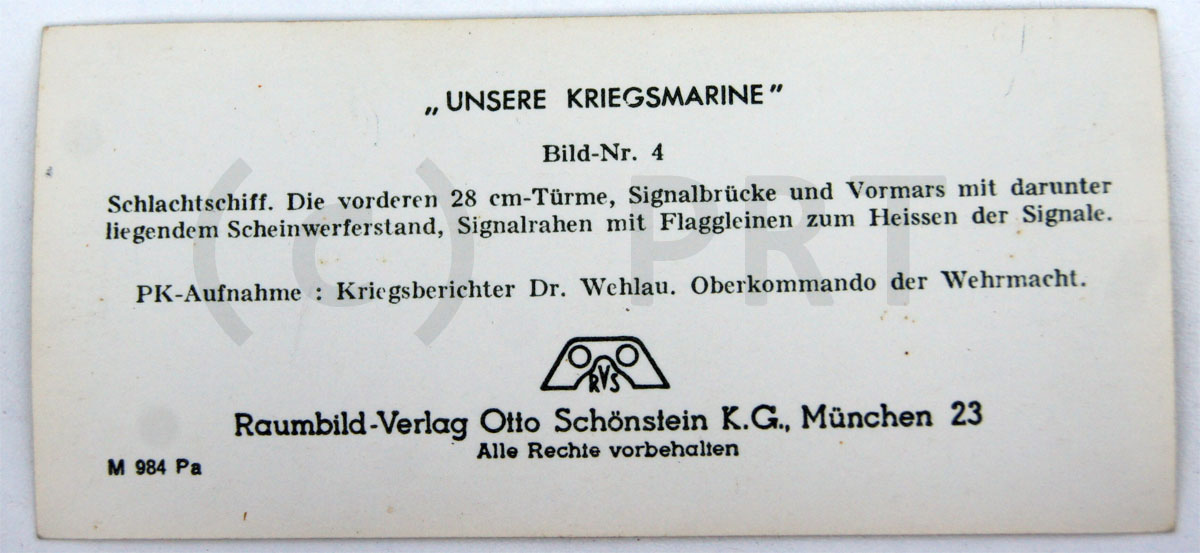 „UNSERE KRIEGSMARINE”
Bild-Nr. 4
Schlachtschiff. Die vorderen 28 cm-Türme, Signalbrücke und Vormars mit darunter
liegendem Scheinwerferstand, Signalrahen mit Flaggleinen zum Heissen der Signale.
PK-Aufnahme : Kriegsberichter Dr. Wehlau. Oberkommando der Wehrmacht.
RVS
Raumbild-Verlag Otto Schönstein K.G., München 23
Alle Rechte vorbehalten
M 984 Pa
(c) PRT